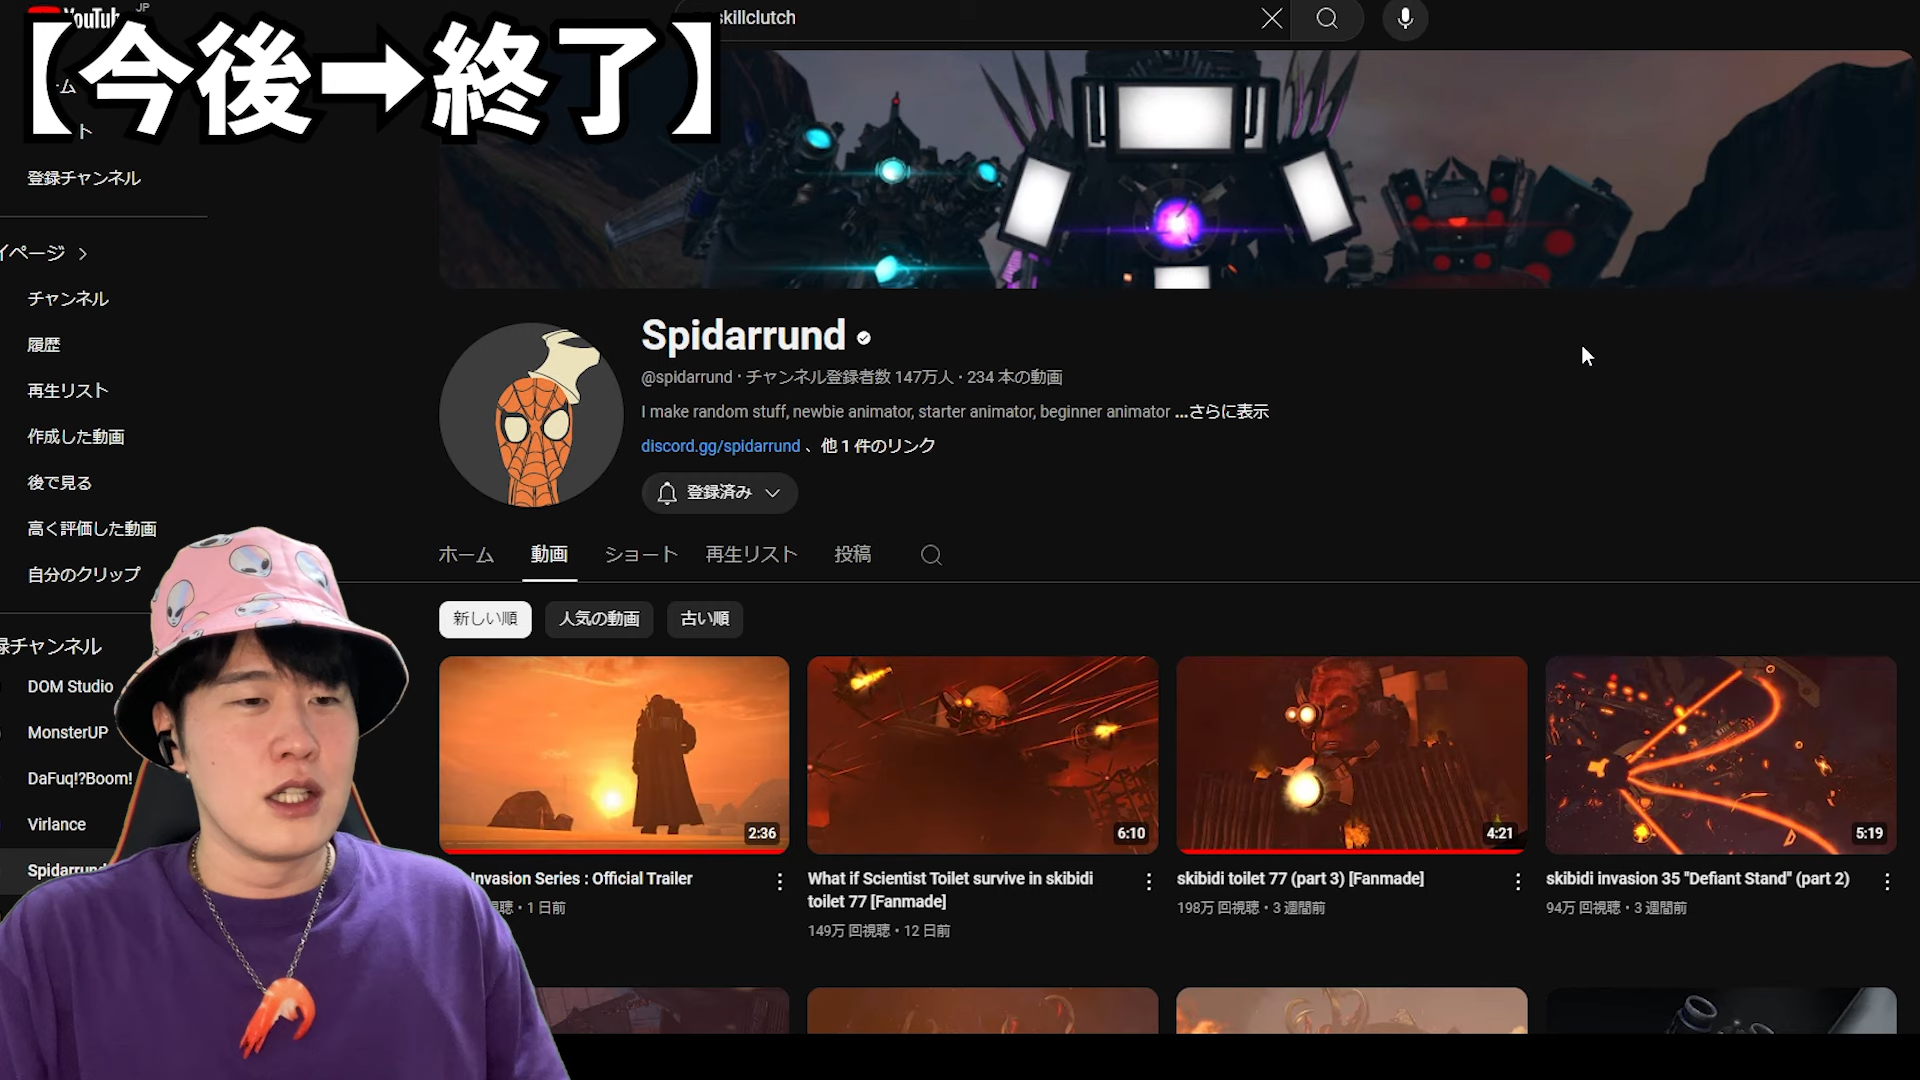 YouTube JP
skillclutch
【今後➡終了】
ーム
ト
登録チャンネル
イページ
チャンネル
履歴
再生リスト
作成した動画
後で見る
高く評価した動画
自分のクリップ
録チャンネル
DOM Studio
MonsterUP
DaFuq!?Boom!
Virlance
Spidarrund
Spidarrund
@spidarrund・チャンネル登録者数 147万人・234 本の動画
I make random stuff, newbie animator, starter animator, beginner animator ...さらに表示
discord.gg/spidarrund 、他 1 件のリンク
登録済み
ホーム 動画 ショート 再生リスト 投稿
新しい順 人気の動画 古い順
2:36
6:10
4:21
5:19
Invasion Series : Official Trailer
視聴・1 日前
What if Scientist Toilet survive in skibidi
toilet 77 [Fanmade]
149万 回視聴・12 日前
skibidi toilet 77 (part 3) [Fanmade]
198万 回視聴・3 週間前
skibidi invasion 35 "Defiant Stand" (part 2)
94万 回視聴・3 週間前